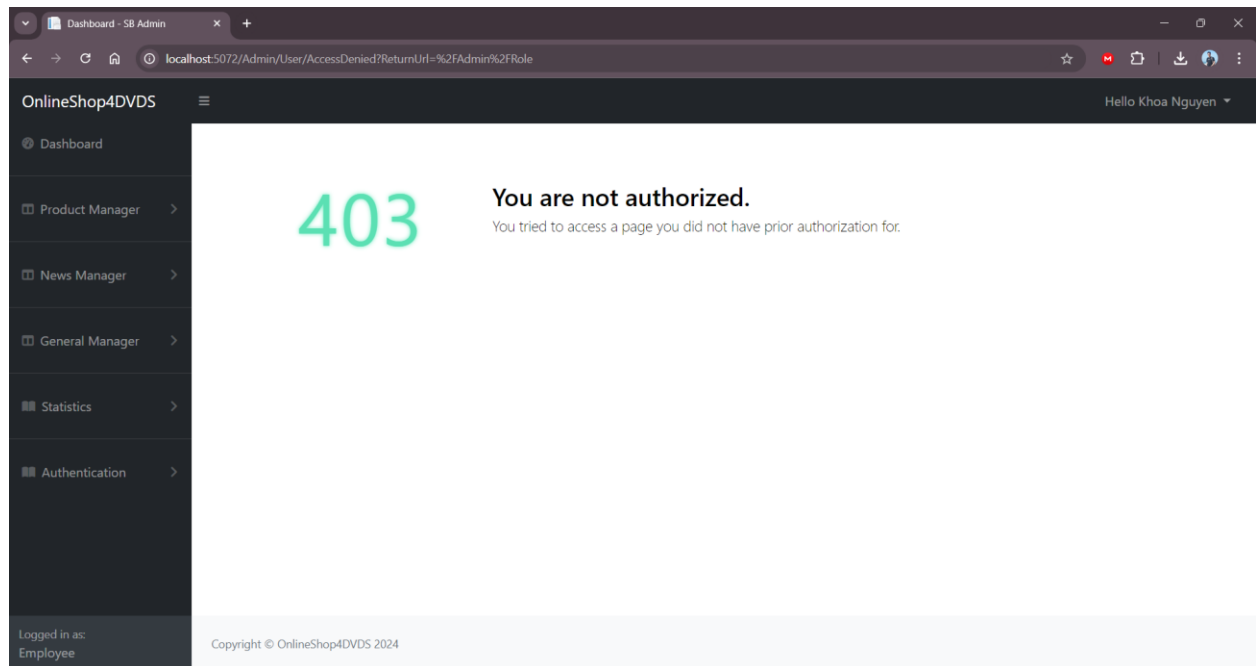 Dashboard - SB Admin
localhost:5072/Admin/User/AccessDenied?ReturnUrl=%2FAdmin%2FRole
OnlineShop4DVDS
Hello Khoa Nguyen
Dashboard
Product Manager
News Manager
General Manager
Statistics
Authentication
403
You are not authorized.
You tried to access a page you did not have prior authorization for.
Logged in as:
Employee
Copyright © OnlineShop4DVDS 2024